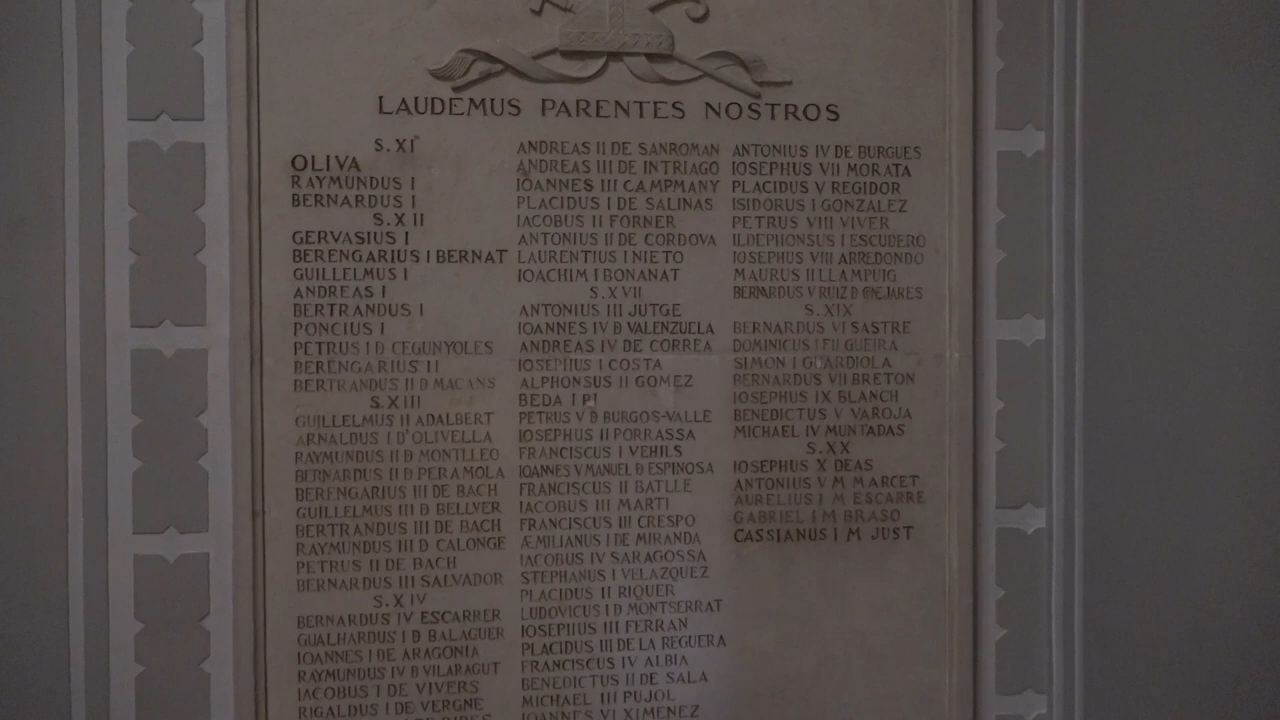 LAUDEMUS PARENTES NOSTROS
S. XI
OLIVA
RAYMUNDUS I
BERNARDUS I
S. XII
GERVASIUS I
BERENGARIUS I BERNAT
GUILLELMUS I
ANDREAS I
BERTRANDUS I
PONCIUS I
PETRUS I D CEGUNYOLES
BERENGARIUS II
BERTRANDUS II D MAÇANS
S. XIII
GUILLELMUS II ADALBERT
ARNALDUS I D'OLIVELLA
RAYMUNDUS II D MONTLLEO
BERNARDUS II D PERAMOLA
BERENGARIUS III DE BACH
GUILLELMUS III D BELLVER
BERTRANDUS III DE BACH
RAYMUNDUS III D CALONGE
PETRUS II DE BACH
BERNARDUS III SALVADOR
S. XIV
BERNARDUS IV ESCARRER
GUALHARDUS I D BALAGUER
IOANNES I DE ARAGONIA
RAYMUNDUS IV D VILARAGUT
IACOBUS I DE VIVERS
RIGALDUS I DE VERGNE
ANDREAS II DE SANROMAN
ANDREAS III DE INTRIAGO
IOANNES III CAMPMANY
PLACIDUS I DE SALINAS
IACOBUS II FORNER
ANTONIUS II DE CORDOVA
LAURENTIUS I NIETO
IOACHIM I BONANAT
S. XVII
ANTONIUS III JUTGE
IOANNES IV D VALENZUELA
ANDREAS IV DE CORREA
IOSEPHUS I COSTA
ALPHONSUS II GOMEZ
BEDA I PI
PETRUS V D BURGOS-VALLE
IOSEPHUS II PORRASSA
FRANCISCUS I VEHILS
IOANNES V MANUEL D ESPINOSA
FRANCISCUS II BATLLE
IACOBUS III MARTI
FRANCISCUS III CRESPO
ÆMILIANUS I DE MIRANDA
IACOBUS IV SARAGOSSA
STEPHANUS I VELAZQUEZ
PLACIDUS II RIQUER
LUDOVICUS I D MONTSERRAT
IOSEPHUS III FERRAN
PLACIDUS III DE LA REGUERA
FRANCISCUS IV ALBIA
BENEDICTUS II DE SALA
MICHAEL III PUJOL
IOANNES VI XIMENEZ
ANTONIUS IV DE BURGUES
IOSEPHUS VII MORATA
PLACIDUS V REGIDOR
ISIDORUS I GONZALEZ
PETRUS VIII VIVER
ILDEPHONSUS I ESCUDERO
IOSEPHUS VIII ARREDONDO
MAURUS II LLAMPUIG
BERNARDUS V RUIZ D
S. XIX
BERNARDUS VI SASTRE
DOMINICUS I FILGUEIRA
SIMON I GUARDIOLA
BERNARDUS VII BRETON
IOSEPHUS IX BLANCH
BENEDICTUS V VAROJA
MICHAEL IV MUNTADAS
S. XX
IOSEPHUS X DEAS
ANTONIUS V M MARCET
AURELIUS I M ESCARRE
GABRIEL I M BRASO
CASSIANUS I M JUST